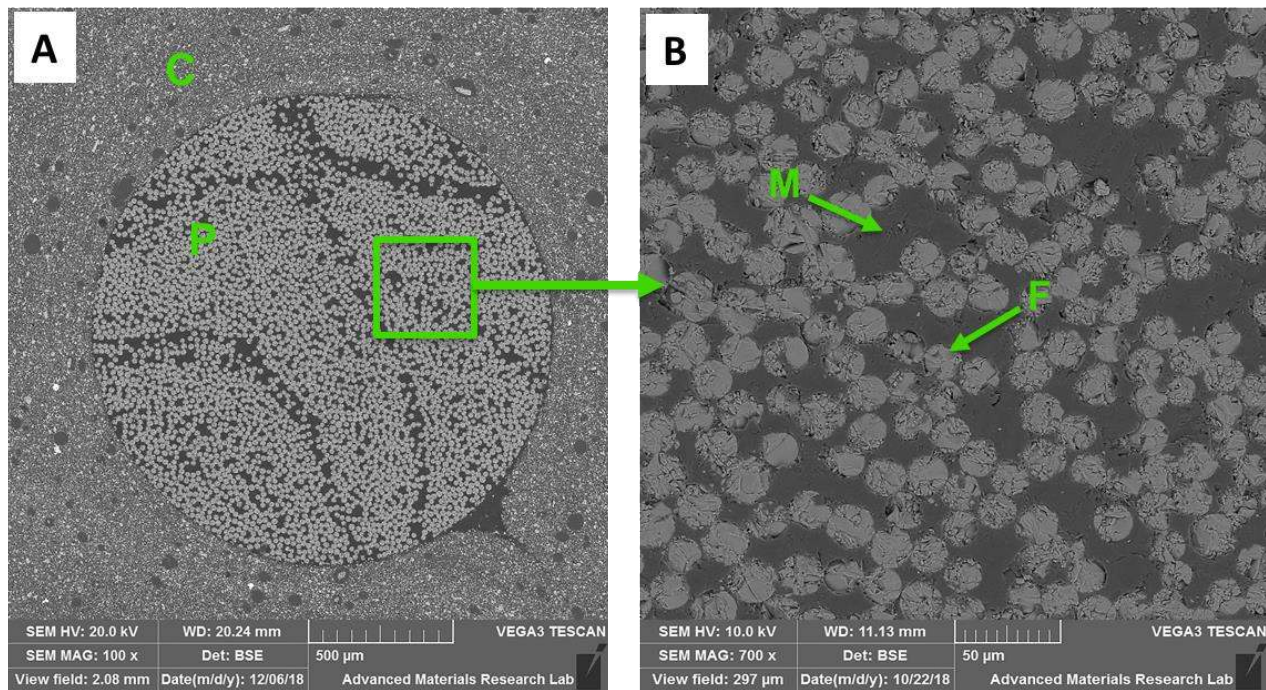 A
C
P
SEM HV: 20.0 kV WD: 20.24 mm VEGA3 TESCAN
SEM MAG: 100 x Det: BSE 500 µm
View field: 2.08 mm Date(m/d/y): 12/06/18 Advanced Materials Research Lab
B
M
F
SEM HV: 10.0 kV WD: 11.13 mm VEGA3 TESCAN
SEM MAG: 700 x Det: BSE 50 µm
View field: 297 µm Date(m/d/y): 10/22/18 Advanced Materials Research Lab